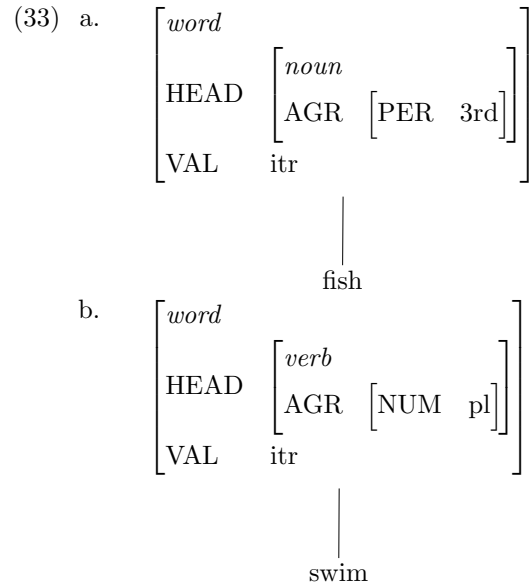 (33) a.
word
noun
HEAD
AGR [PER 3rd]
VAL itr
fish
b.
word
verb
HEAD
AGR [NUM pl]
VAL itr
swim